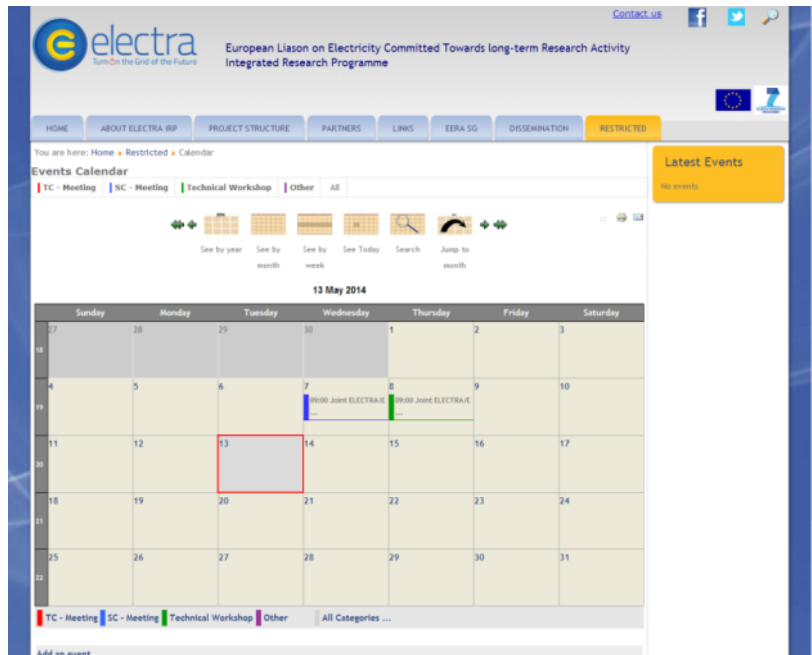 Contact us
electra
Turn On the Grid of the Future
European Liason on Electricity Committed Towards long-term Research Activity
Integrated Research Programme
HOME ABOUT ELECTRA IRP PROJECT STRUCTURE PARTNERS LINKS EERA SG DISSEMINATION RESTRICTED
You are here: Home Restricted Calendar
Events Calendar
TC - Meeting SC - Meeting Technical Workshop Other All
Latest Events
No events
See by year See by month See by week See Today Search Jump to month
13 May 2014
Sunday Monday Tuesday Wednesday Thursday Friday Saturday
18 27 28 29 30 1 2 3
19 4 5 6 7 8 9 10
09:00 Joint ELECTRA/E ... 09:00 Joint ELECTRA/E ...
20 11 12 13 14 15 16 17
21 18 19 20 21 22 23 24
22 25 26 27 28 29 30 31
TC - Meeting SC - Meeting Technical Workshop Other All Categories ...
Add an event